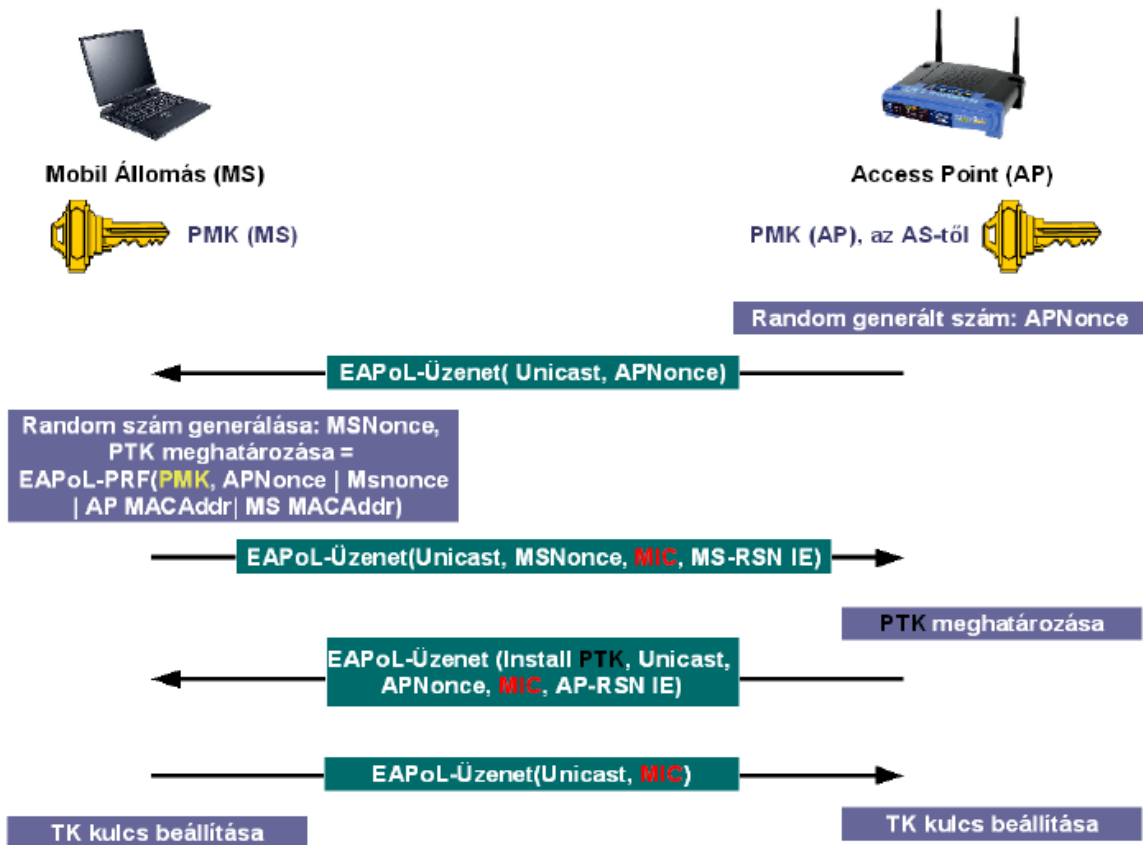 Mobil Állomás (MS)
Access Point (AP)
PMK (MS)
PMK (AP), az AS-től
Random generált szám: APNonce
EAPoL-Üzenet( Unicast, APNonce)
Random szám generálása: MSNonce,
PTK meghatározása =
EAPoL-PRF(PMK, APNonce | Msnonce
| AP MACAddr| MS MACAddr)
EAPoL-Üzenet(Unicast, MSNonce, MIC, MS-RSN IE)
PTK meghatározása
EAPoL-Üzenet (Install PTK, Unicast,
APNonce, MIC, AP-RSN IE)
EAPoL-Üzenet(Unicast, MIC)
TK kulcs beállítása
TK kulcs beállítása